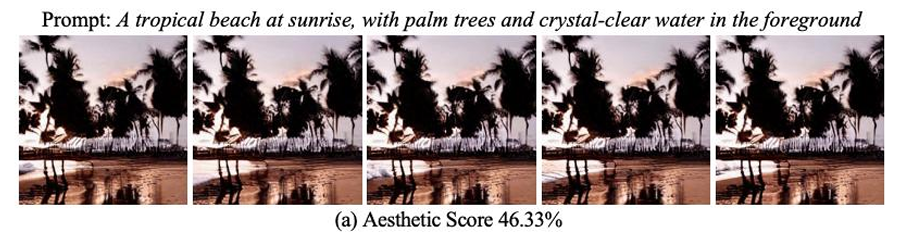 Prompt: A tropical beach at sunrise, with palm trees and crystal-clear water in the foreground
(a) Aesthetic Score 46.33%